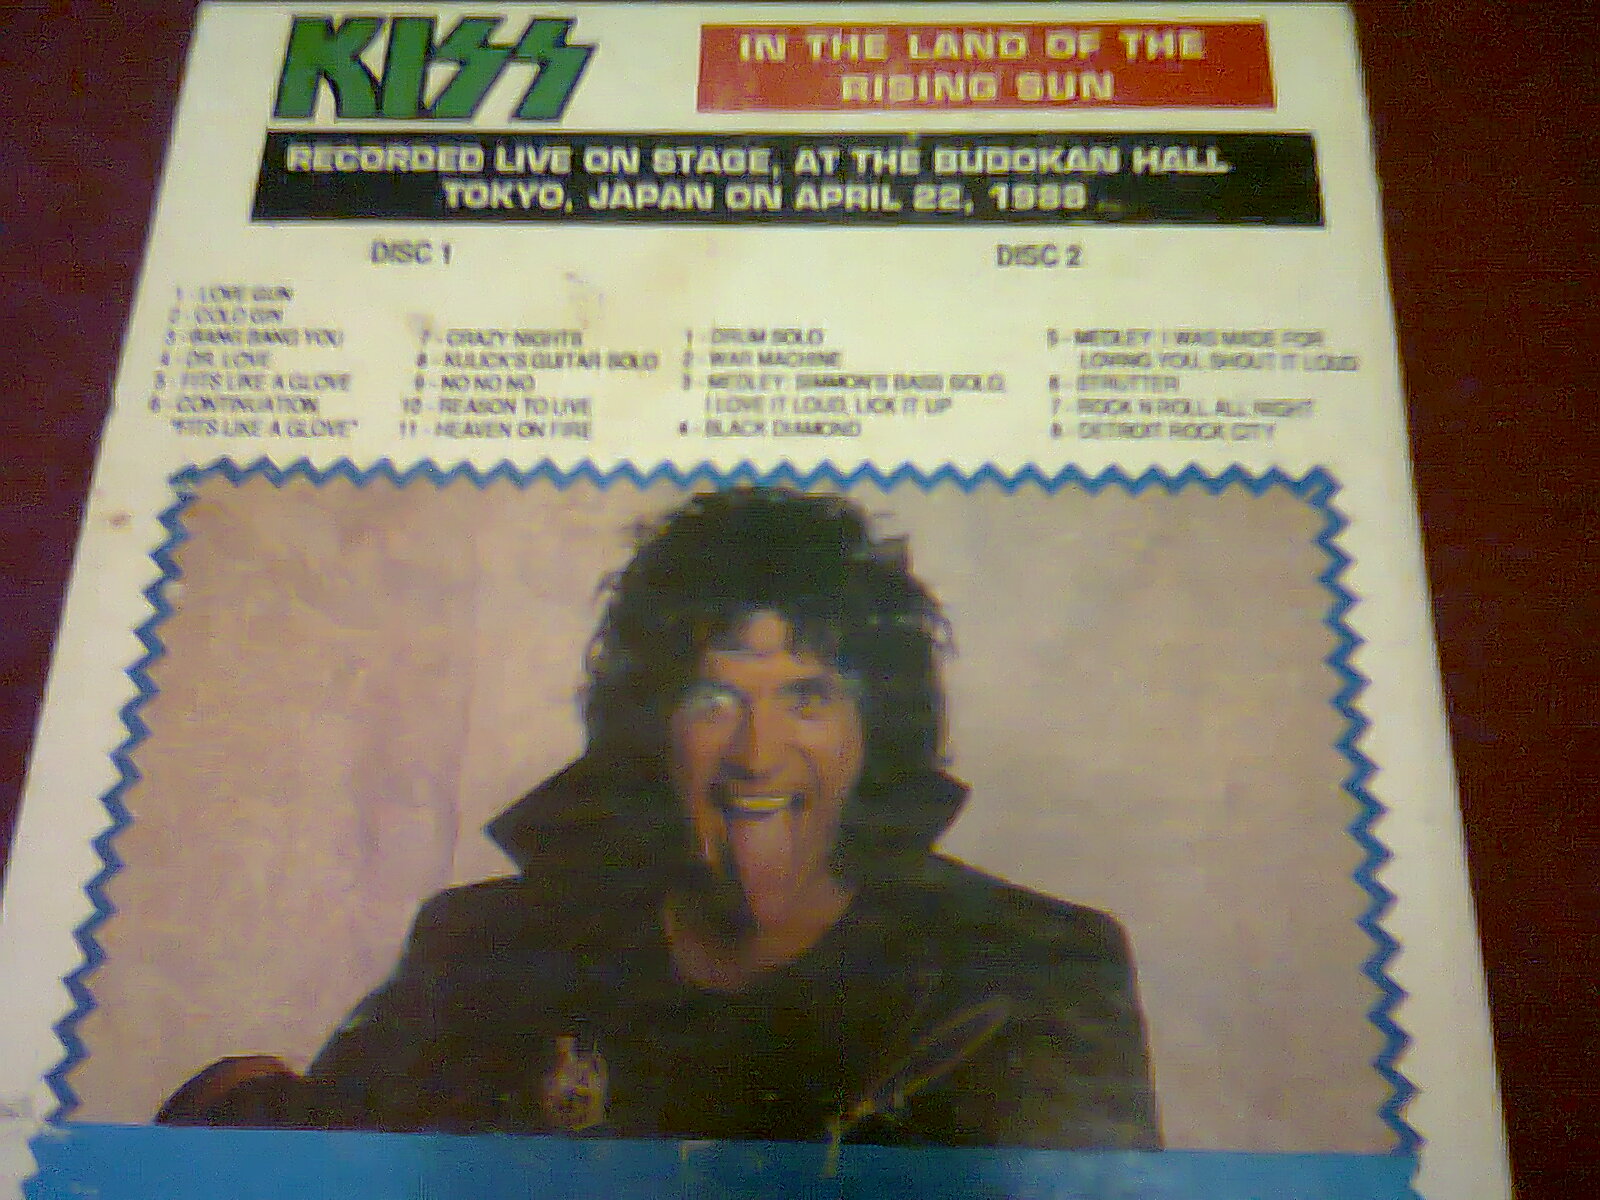 KISS
IN THE LAND OF THE
RISING SUN
RECORDED LIVE ON STAGE, AT THE BUDOKAN HALL
TOKYO, JAPAN ON APRIL 22, 1988
DISC 1
1 - LOVE GUN
2 - COLD GIN
3 - BANG BANG YOU
4 - DR. LOVE
5 - FITS LIKE A GLOVE
6 - CONTINUATION
"FITS LIKE A GLOVE"
7 - CRAZY NIGHTS
8 - KULICK'S GUITAR SOLO
9 - NO NO NO
10 - REASON TO LIVE
11 - HEAVEN ON FIRE
DISC 2
1 - DRUM SOLO
2 - WAR MACHINE
3 - MEDLEY: SIMMON'S BASS SOLO,
I LOVE IT LOUD, LICK IT UP
4 - BLACK DIAMOND
5 - MEDLEY: I WAS MADE FOR
LOVING YOU, SHOUT IT LOUD
6 - STRUTTER
7 - ROCK N ROLL ALL NIGHT
8 - DETROIT ROCK CITY